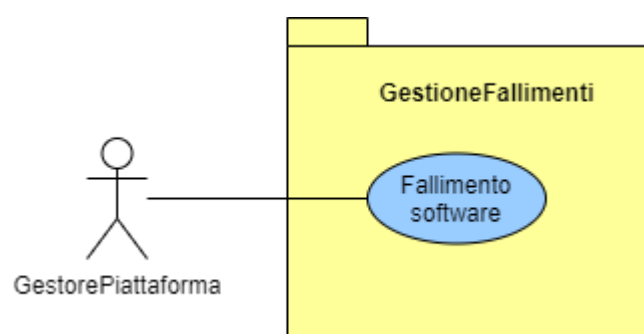 GestioneFallimenti
Fallimento
software
GestorePiattaforma